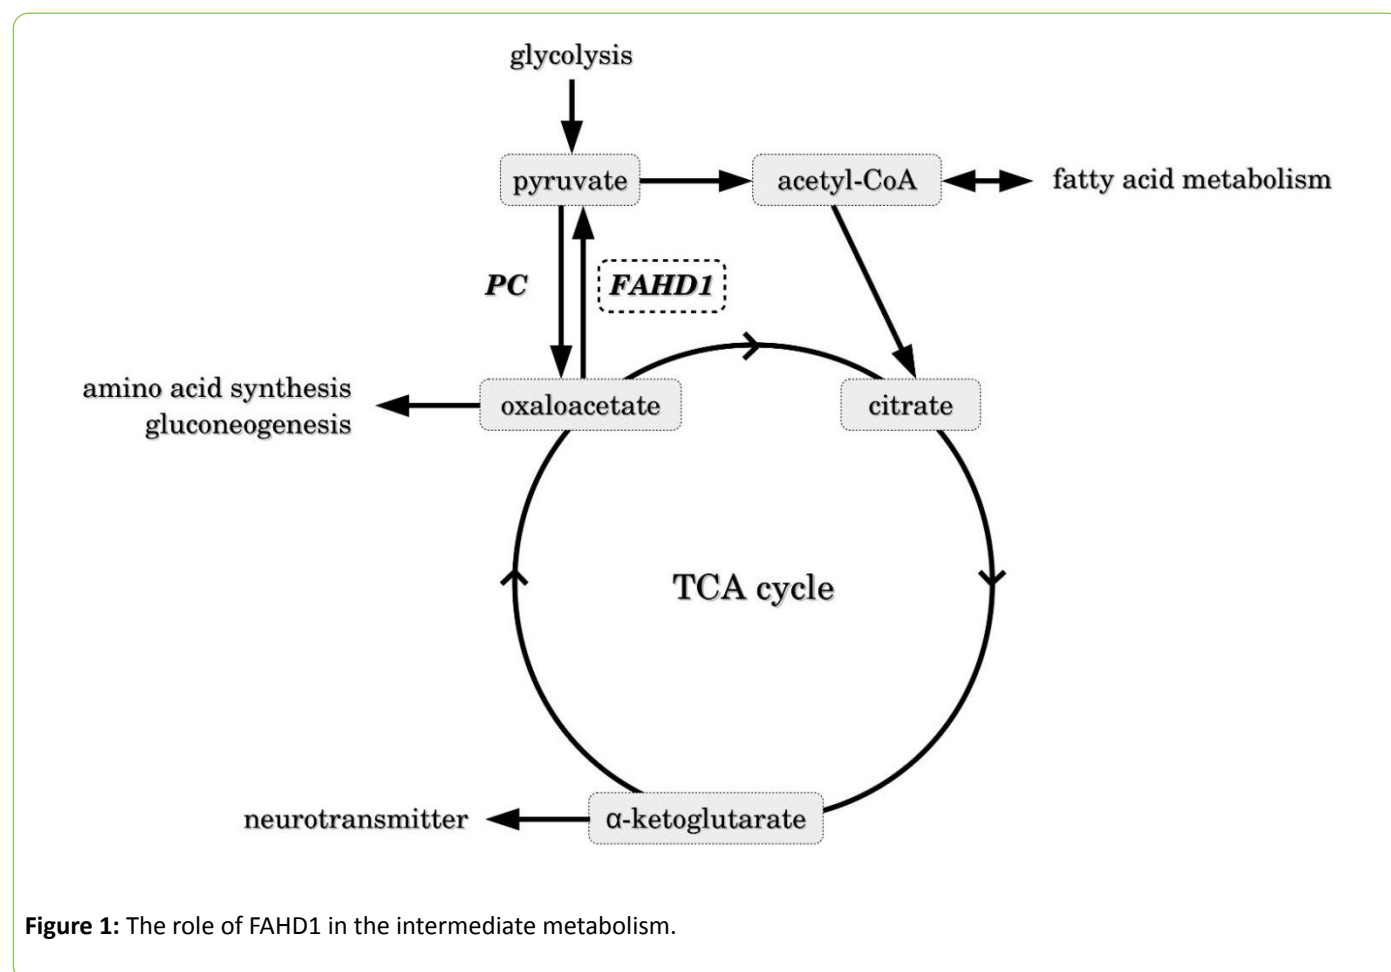 glycolysis
pyruvate
acetyl-CoA
fatty acid metabolism
PC
FAHD1
amino acid synthesis
gluconeogenesis
oxaloacetate
citrate
TCA cycle
neurotransmitter
α-ketoglutarate
Figure 1: The role of FAHD1 in the intermediate metabolism.